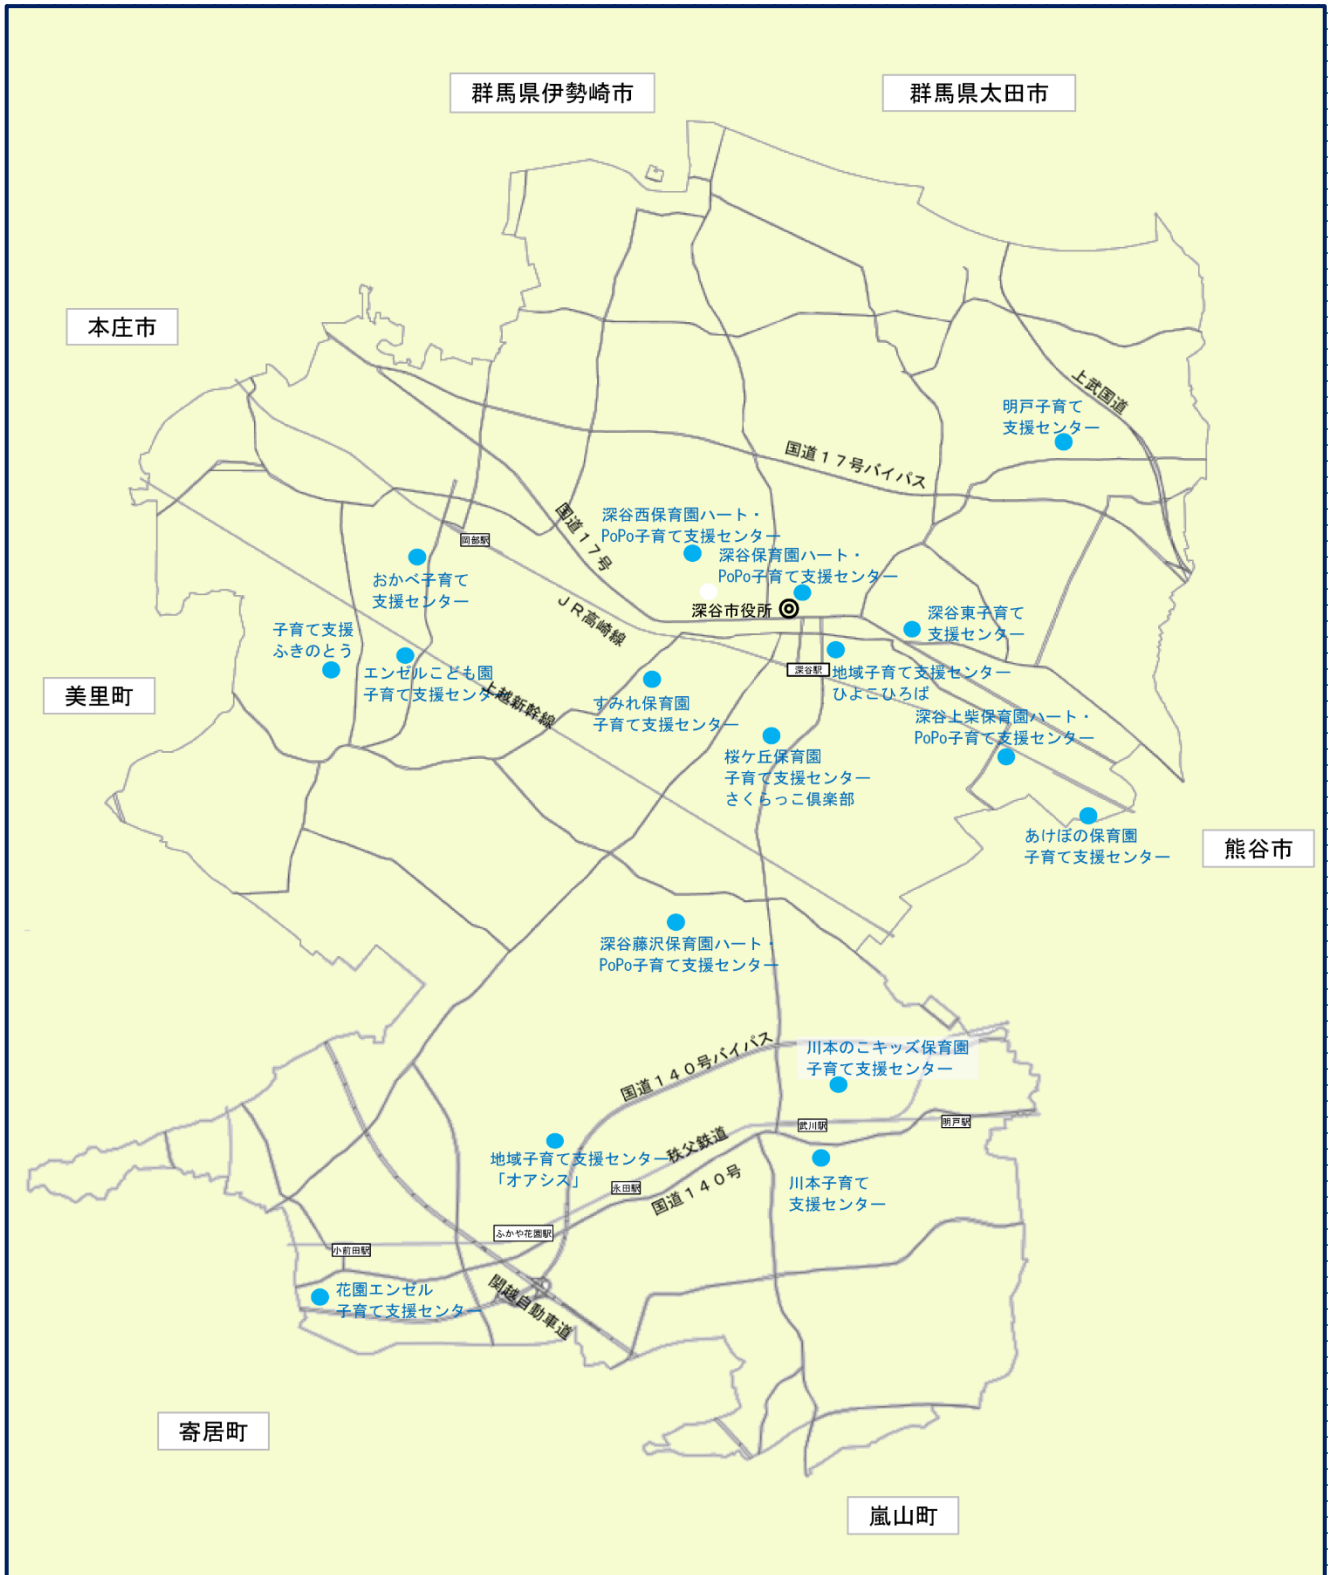 群馬県伊勢崎市
群馬県太田市
本庄市
上武国道
明戸子育て
支援センター
国道17号バイパス
国道17号
深谷西保育園ハート・
PoPo子育て支援センター
岡部駅
深谷保育園ハート・
PoPo子育て支援センター
おかべ子育て
支援センター
深谷市役所
JR高崎線
深谷東子育て
支援センター
子育て支援
ふきのとう
エンゼルこども園
子育て支援センター
深谷駅
地域子育て支援センター
ひよこひろば
美里町
上越新幹線
すみれ保育園
子育て支援センター
深谷上柴保育園ハート・
PoPo子育て支援センター
桜ケ丘保育園
子育て支援センター
さくらっこ倶楽部
あけぼの保育園
子育て支援センター
熊谷市
深谷藤沢保育園ハート・
PoPo子育て支援センター
国道140号バイパス
川本のこキッズ保育園
子育て支援センター
武川駅
明戸駅
秩父鉄道
地域子育て支援センター
「オアシス」
永田駅
国道140号
川本子育て
支援センター
ふかや花園駅
小前田駅
花園エンゼル
子育て支援センター
関越自動車道
寄居町
嵐山町